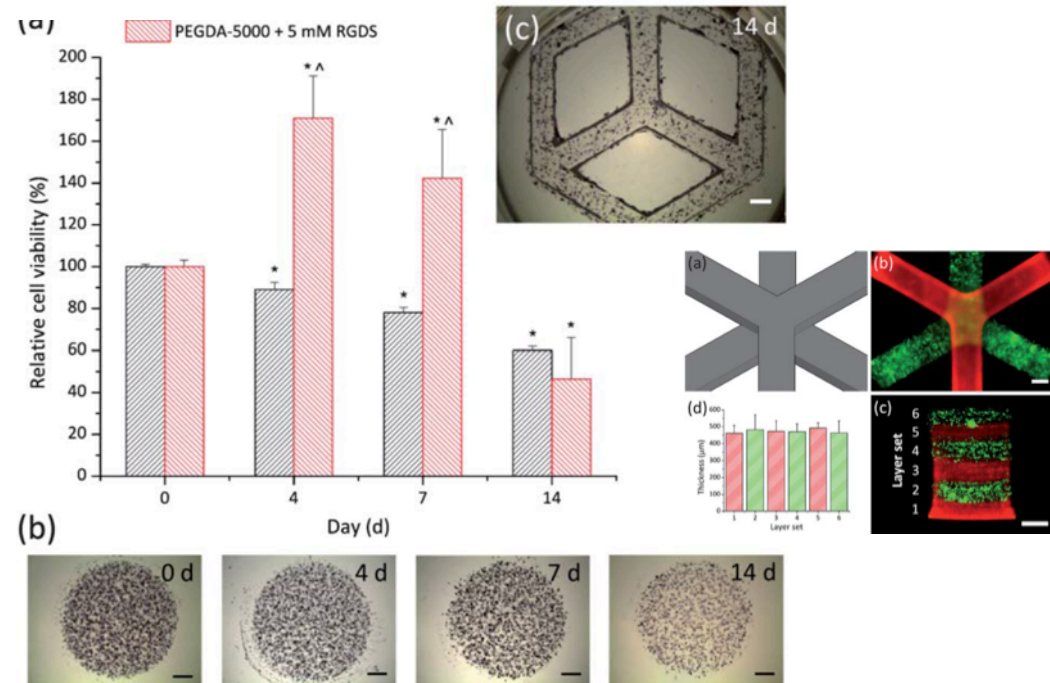 (a)
PEGDA-5000 + 5 mM RGDS
200
180
160
140
120
100
80
60
40
20
0
Relative cell viability (%)
* ^
* ^
*
*
*
*
0
4
7
14
Day (d)
(c)
14 d
(a)
(b)
(d)
600
500
400
300
200
100
0
Thickness (μm)
1
2
3
4
5
6
Layer set
(c)
6
5
4
3
2
1
Layer set
(b)
0 d
4 d
7 d
14 d